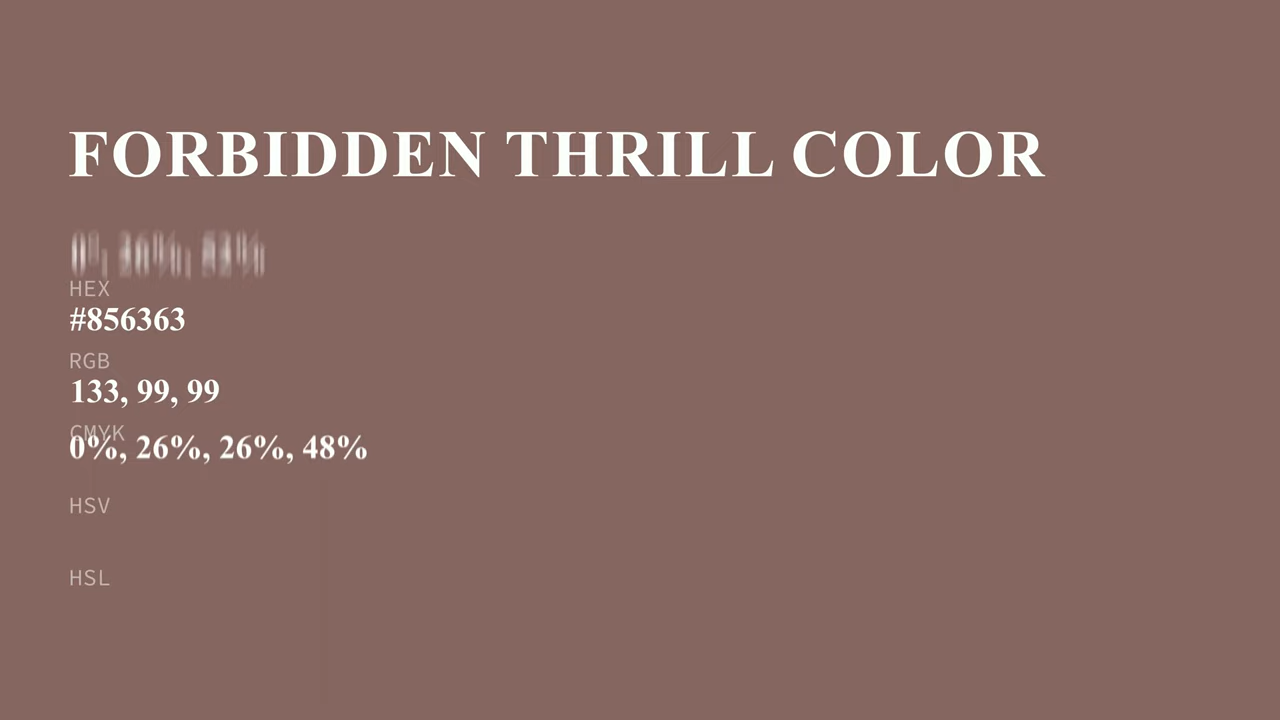 FORBIDDEN THRILL COLOR
HEX
#856363
RGB
133, 99, 99
CMYK
0%, 26%, 26%, 48%
HSV
HSL